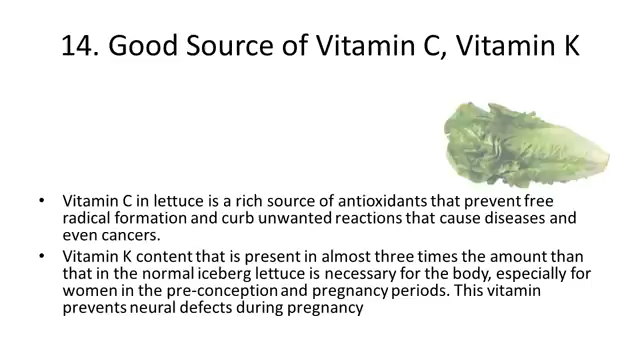 14. Good Source of Vitamin C, Vitamin K
• Vitamin C in lettuce is a rich source of antioxidants that prevent free
radical formation and curb unwanted reactions that cause diseases and
even cancers.
• Vitamin K content that is present in almost three times the amount than
that in the normal iceberg lettuce is necessary for the body, especially for
women in the pre-conception and pregnancy periods. This vitamin
prevents neural defects during pregnancy